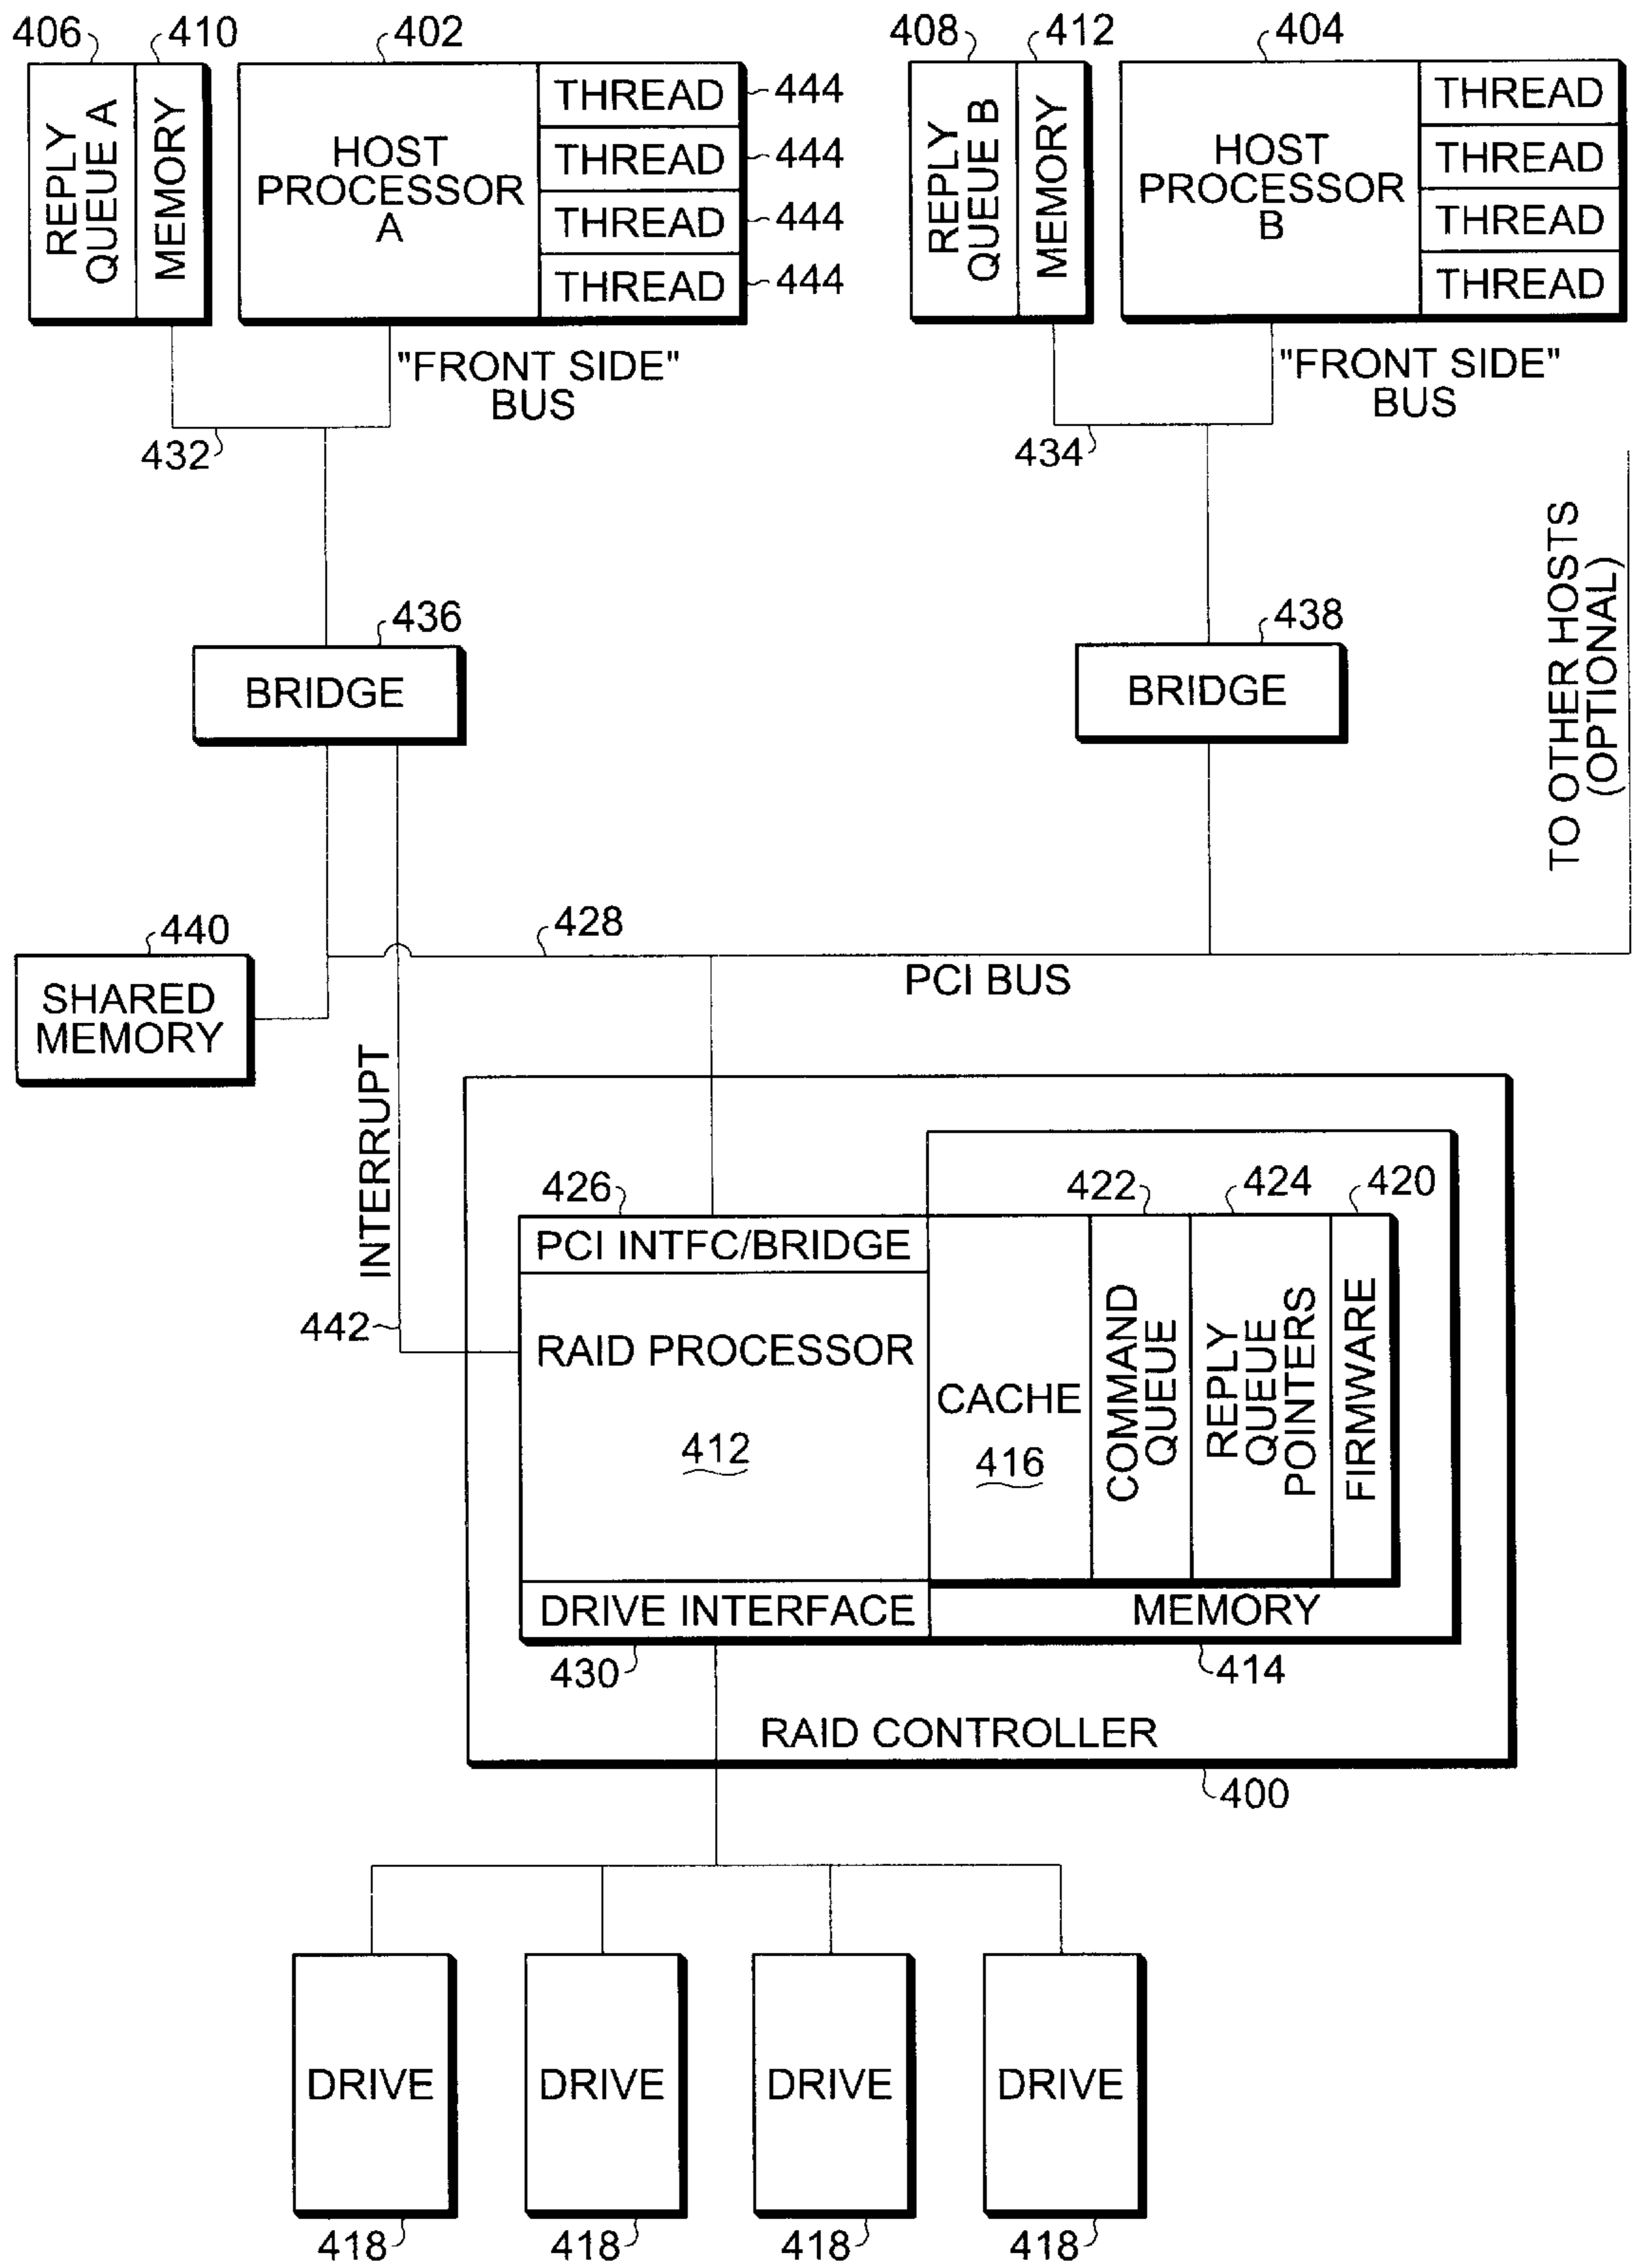 406
410
402
408
412
404
REPLY
QUEUE A
MEMORY
HOST
PROCESSOR
A
THREAD
444
THREAD
444
THREAD
444
THREAD
444
REPLY
QUEUE B
MEMORY
HOST
PROCESSOR
B
THREAD
THREAD
THREAD
THREAD
"FRONT SIDE"
BUS
432
"FRONT SIDE"
BUS
434
436
BRIDGE
438
BRIDGE
TO OTHER HOSTS
(OPTIONAL)
440
SHARED
MEMORY
428
PCI BUS
INTERRUPT
442
426
PCI INTFC/BRIDGE
RAID PROCESSOR
412
DRIVE INTERFACE
430
422
424
420
CACHE
416
COMMAND
QUEUE
REPLY
QUEUE
POINTERS
FIRMWARE
MEMORY
414
RAID CONTROLLER
400
DRIVE
DRIVE
DRIVE
DRIVE
418
418
418
418